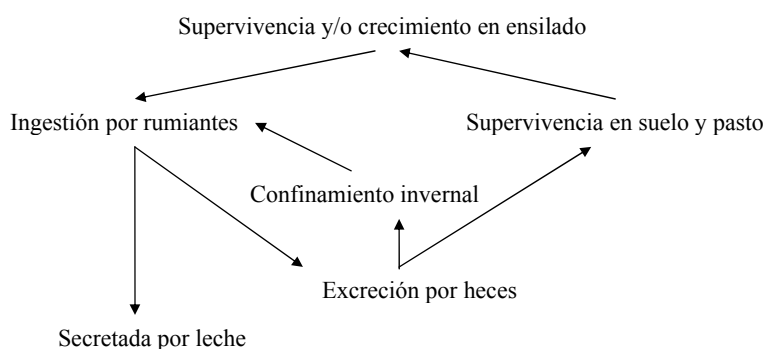 Supervivencia y/o crecimiento en ensilado
Ingestión por rumiantes
Supervivencia en suelo y pasto
Confinamiento invernal
Excreción por heces
Secretada por leche